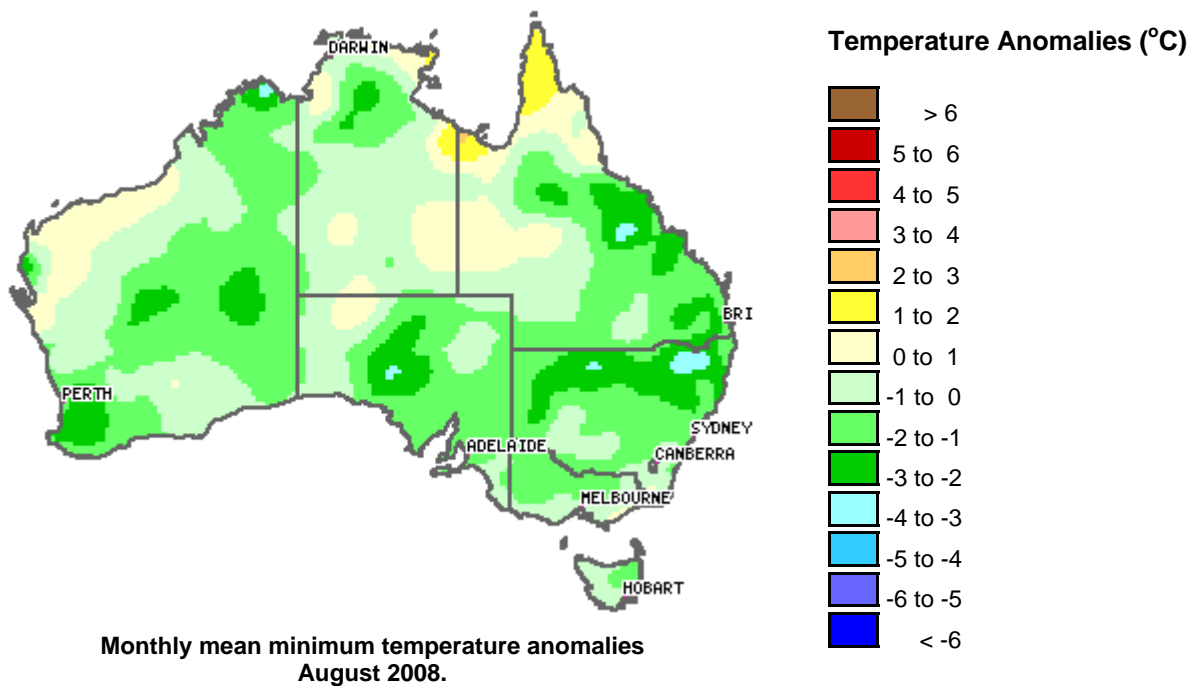 DARWIN
BRI
PERTH
SYDNEY
ADELAIDE
CANBERRA
MELBOURNE
HOBART
Monthly mean minimum temperature anomalies
August 2008.
Temperature Anomalies (°C)
> 6
5 to 6
4 to 5
3 to 4
2 to 3
1 to 2
0 to 1
-1 to 0
-2 to -1
-3 to -2
-4 to -3
-5 to -4
-6 to -5
< -6